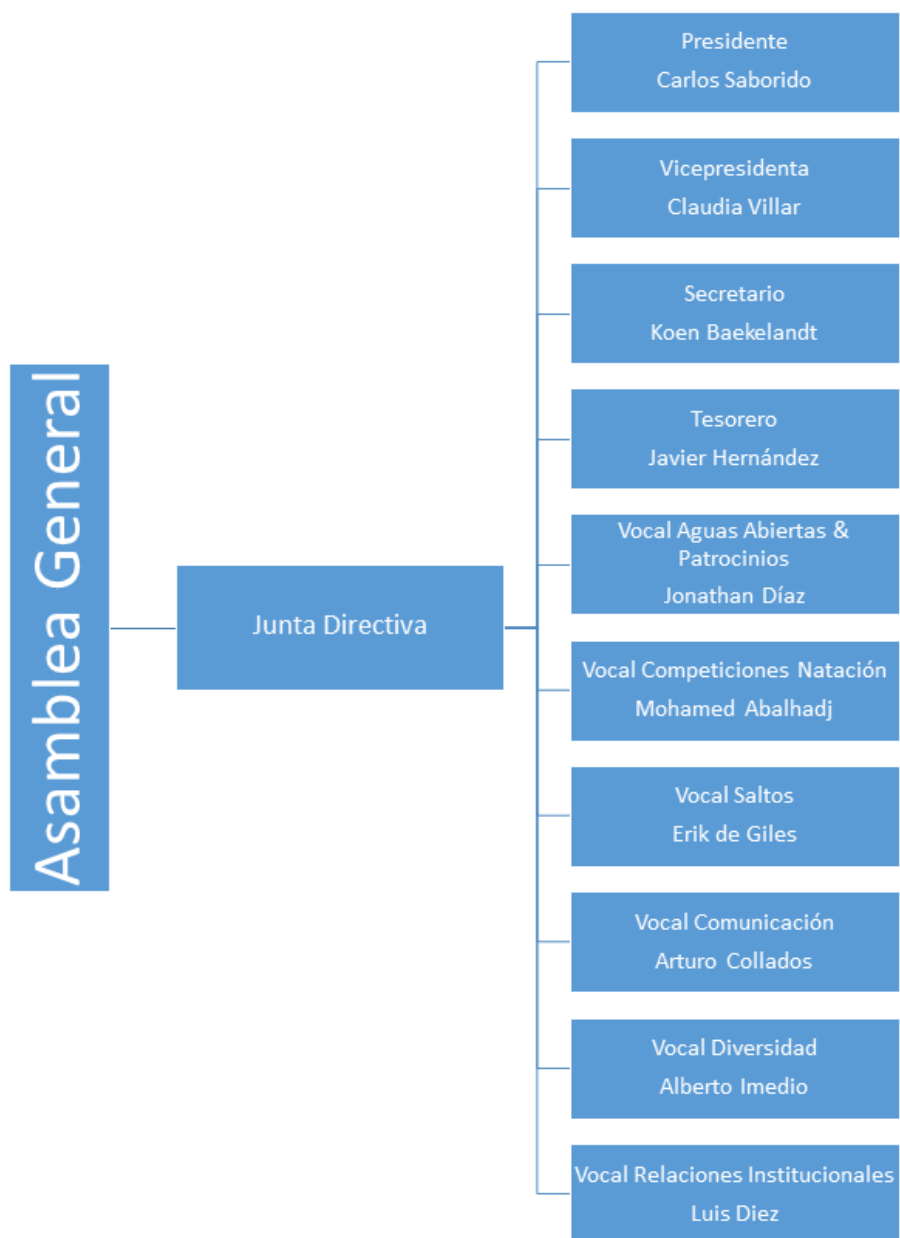 Asamblea General
Junta Directiva
Presidente
Carlos Saborido
Vicepresidenta
Claudia Villar
Secretario
Koen Baekelandt
Tesorero
Javier Hernández
Vocal Aguas Abiertas &
Patrocinios
Jonathan Díaz
Vocal Competiciones Natación
Mohamed Abalhadj
Vocal Saltos
Erik de Giles
Vocal Comunicación
Arturo Collados
Vocal Diversidad
Alberto Imedio
Vocal Relaciones Institucionales
Luis Diez